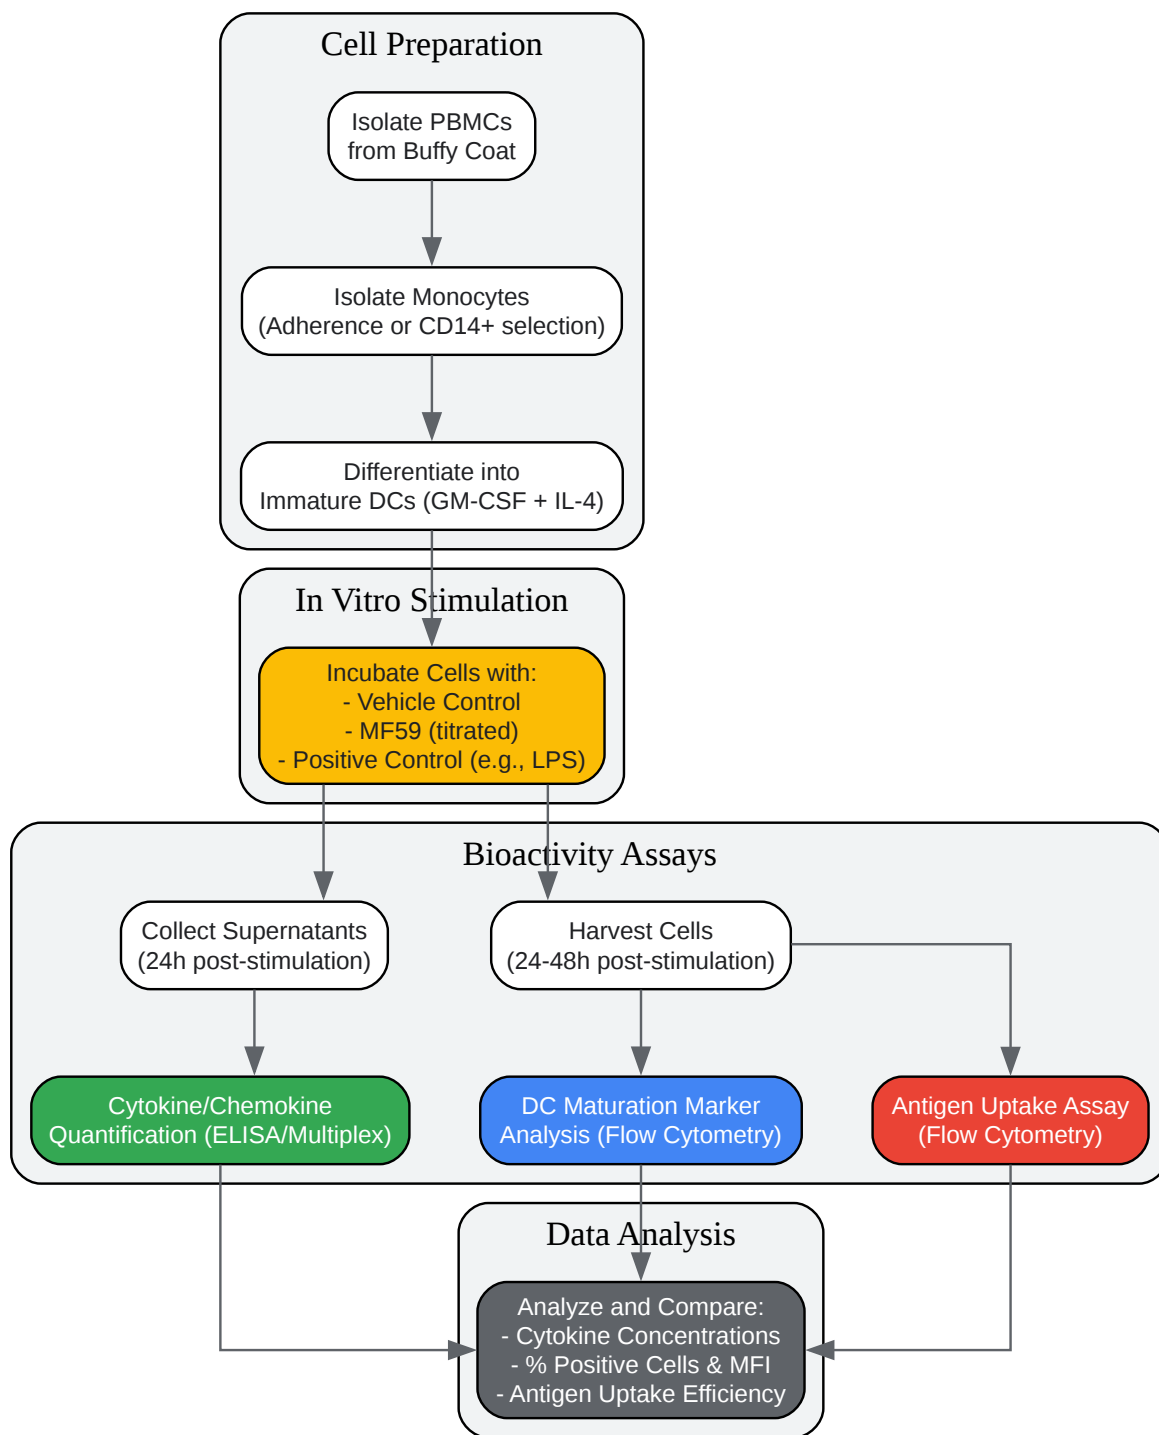 Cell Preparation
Isolate PBMCs
from Buffy Coat
Isolate Monocytes
(Adherence or CD14+ selection)
Differentiate into
Immature DCs (GM-CSF + IL-4)
In Vitro Stimulation
Incubate Cells with:
- Vehicle Control
- MF59 (titrated)
- Positive Control (e.g., LPS)
Bioactivity Assays
Collect Supernatants
(24h post-stimulation)
Harvest Cells
(24-48h post-stimulation)
Cytokine/Chemokine
Quantification (ELISA/Multiplex)
DC Maturation Marker
Analysis (Flow Cytometry)
Antigen Uptake Assay
(Flow Cytometry)
Data Analysis
Analyze and Compare:
- Cytokine Concentrations
- % Positive Cells & MFI
- Antigen Uptake Efficiency